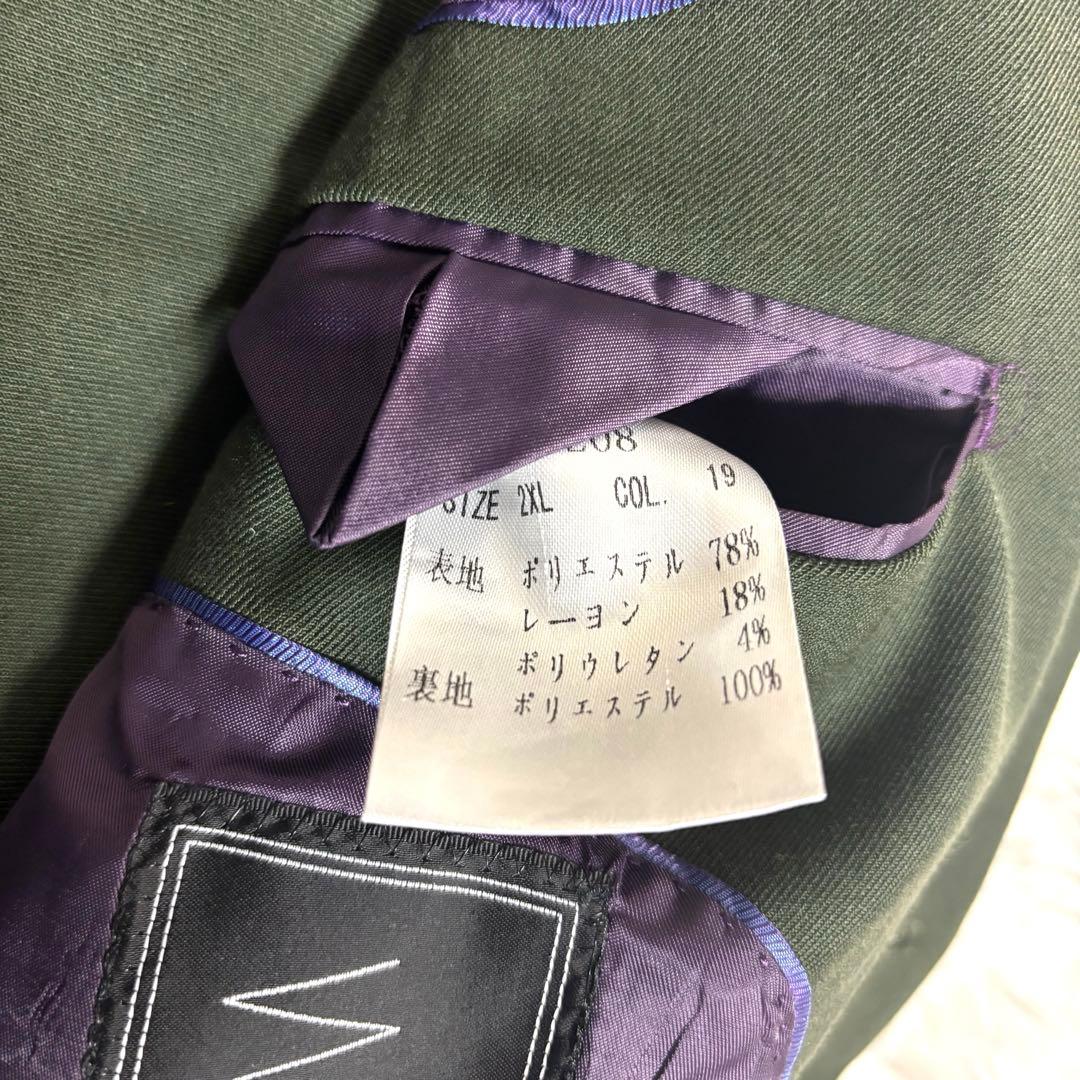 208
SIZE 2XL COL. 19
表地 ポリエステル 78%
レーヨン 18%
ポリウレタン 4%
裏地 ポリエステル 100%